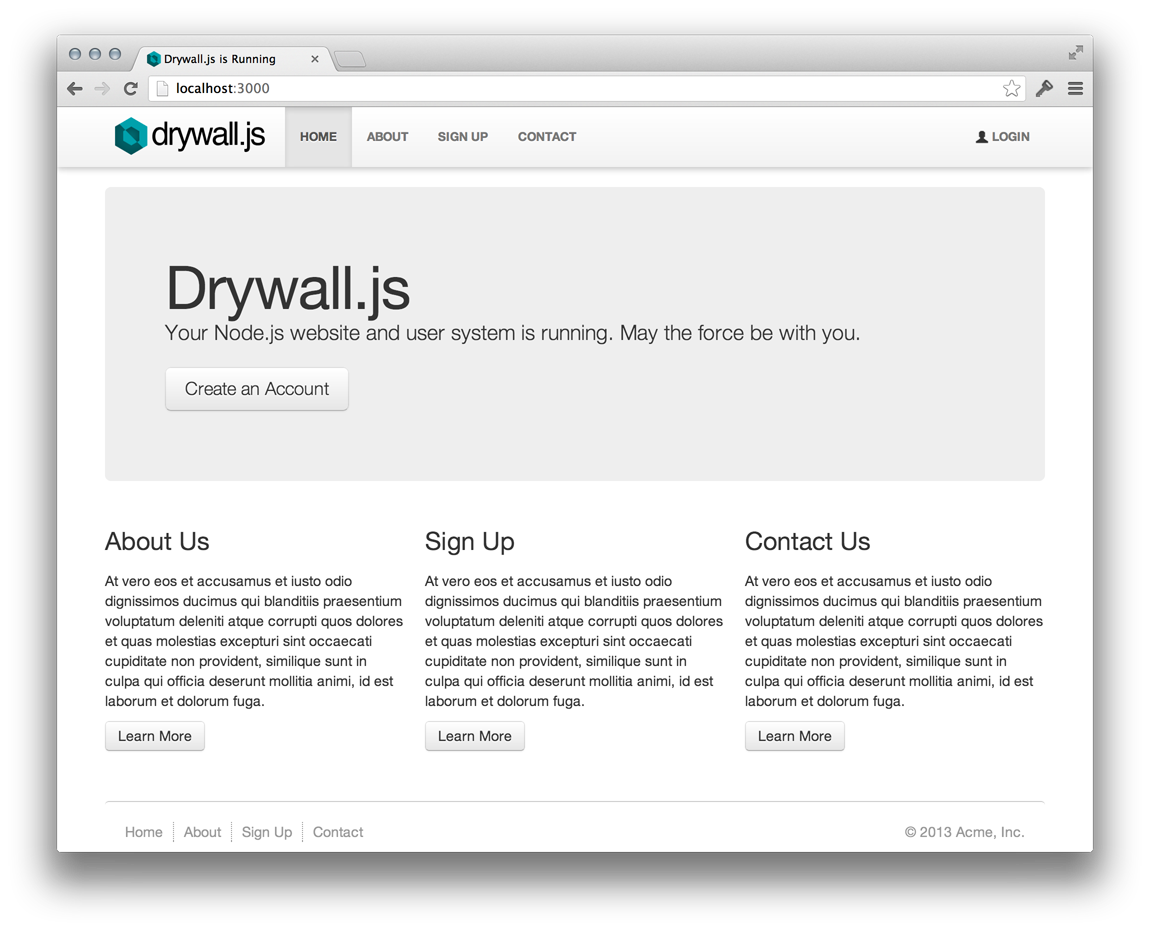 Drywall.js is Running
localhost:3000
drywall.js HOME ABOUT SIGN UP CONTACT LOGIN
Drywall.js
Your Node.js website and user system is running. May the force be with you.
Create an Account
About Us
At vero eos et accusamus et iusto odio
dignissimos ducimus qui blanditiis praesentium
voluptatum deleniti atque corrupti quos dolores
et quas molestias excepturi sint occaecati
cupiditate non provident, similique sunt in
culpa qui officia deserunt mollitia animi, id est
laborum et dolorum fuga.
Learn More
Sign Up
At vero eos et accusamus et iusto odio
dignissimos ducimus qui blanditiis praesentium
voluptatum deleniti atque corrupti quos dolores
et quas molestias excepturi sint occaecati
cupiditate non provident, similique sunt in
culpa qui officia deserunt mollitia animi, id est
laborum et dolorum fuga.
Learn More
Contact Us
At vero eos et accusamus et iusto odio
dignissimos ducimus qui blanditiis praesentium
voluptatum deleniti atque corrupti quos dolores
et quas molestias excepturi sint occaecati
cupiditate non provident, similique sunt in
culpa qui officia deserunt mollitia animi, id est
laborum et dolorum fuga.
Learn More
Home About Sign Up Contact © 2013 Acme, Inc.